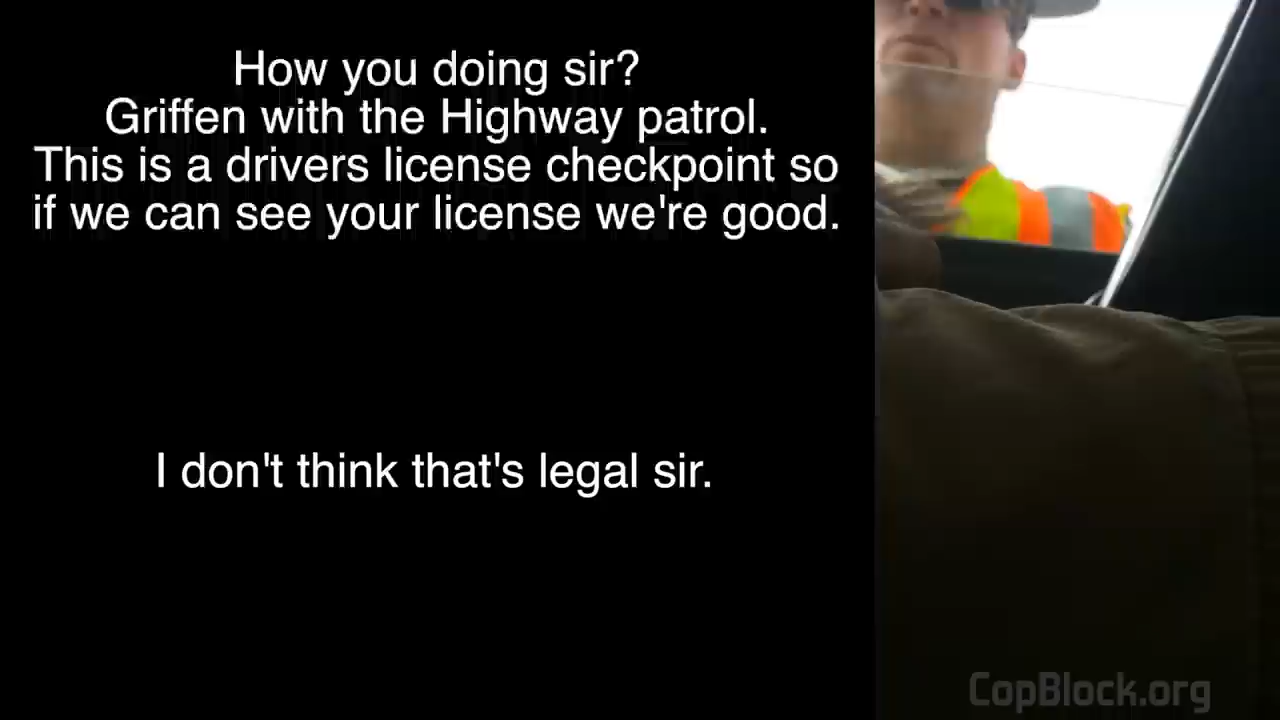 How you doing sir?
Griffen with the Highway patrol.
This is a drivers license checkpoint so
if we can see your license we're good.
I don't think that's legal sir.
CopBlock.org